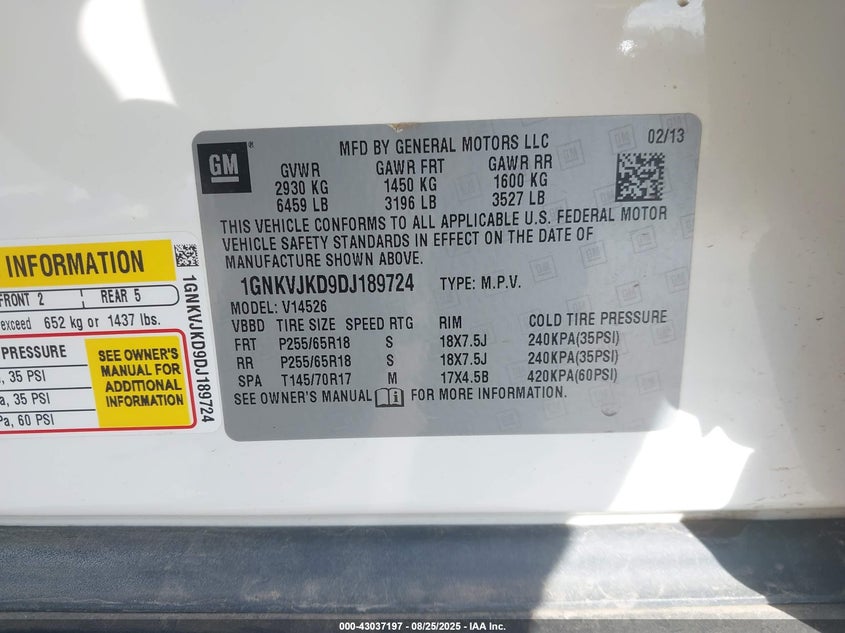 MFD BY GENERAL MOTORS LLC 02/13
GM
GVWR GAWR FRT GAWR RR
2930 KG 1450 KG 1600 KG
6459 LB 3196 LB 3527 LB
THIS VEHICLE CONFORMS TO ALL APPLICABLE U.S. FEDERAL MOTOR
VEHICLE SAFETY STANDARDS IN EFFECT ON THE DATE OF
MANUFACTURE SHOWN ABOVE.
1GNKVJKD9DJ189724 TYPE: M.P.V.
MODEL: V14526
VBBD TIRE SIZE SPEED RTG RIM COLD TIRE PRESSURE
FRT P255/65R18 S 18X7.5J 240KPA(35PSI)
RR P255/65R18 S 18X7.5J 240KPA(35PSI)
SPA T145/70R17 M 17X4.5B 420KPA(60PSI)
SEE OWNER'S MANUAL FOR MORE INFORMATION.
INFORMATION
FRONT 2 REAR 5
exceed 652 kg or 1437 lbs.
PRESSURE
, 35 PSI
a, 35 PSI
Pa, 60 PSI
SEE OWNER'S
MANUAL FOR
ADDITIONAL
INFORMATION
1GNKVJKD9DJ189724
000-43037197 - 08/25/2025 - IAA Inc.